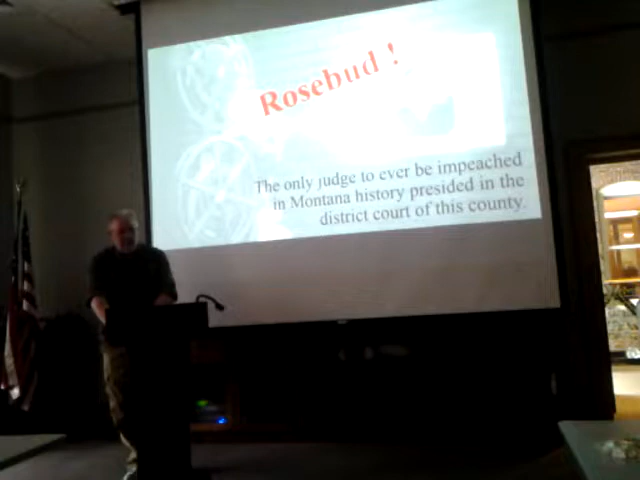 Rosebud !
The only judge to ever be impeached
in Montana history presided in the
district court of this county.